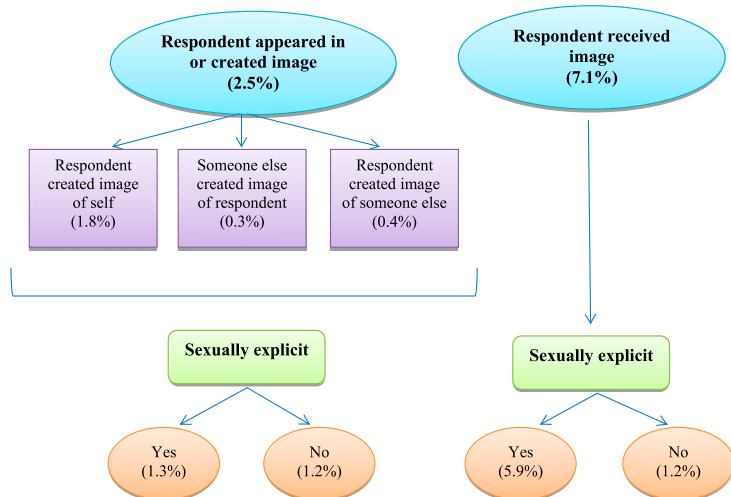 Respondent appeared in
or created image
(2.5%)
Respondent received
image
(7.1%)
Respondent
created image
of self
(1.8%)
Someone else
created image
of respondent
(0.3%)
Respondent
created image
of someone else
(0.4%)
Sexually explicit
Sexually explicit
Yes
(1.3%)
No
(1.2%)
Yes
(5.9%)
No
(1.2%)